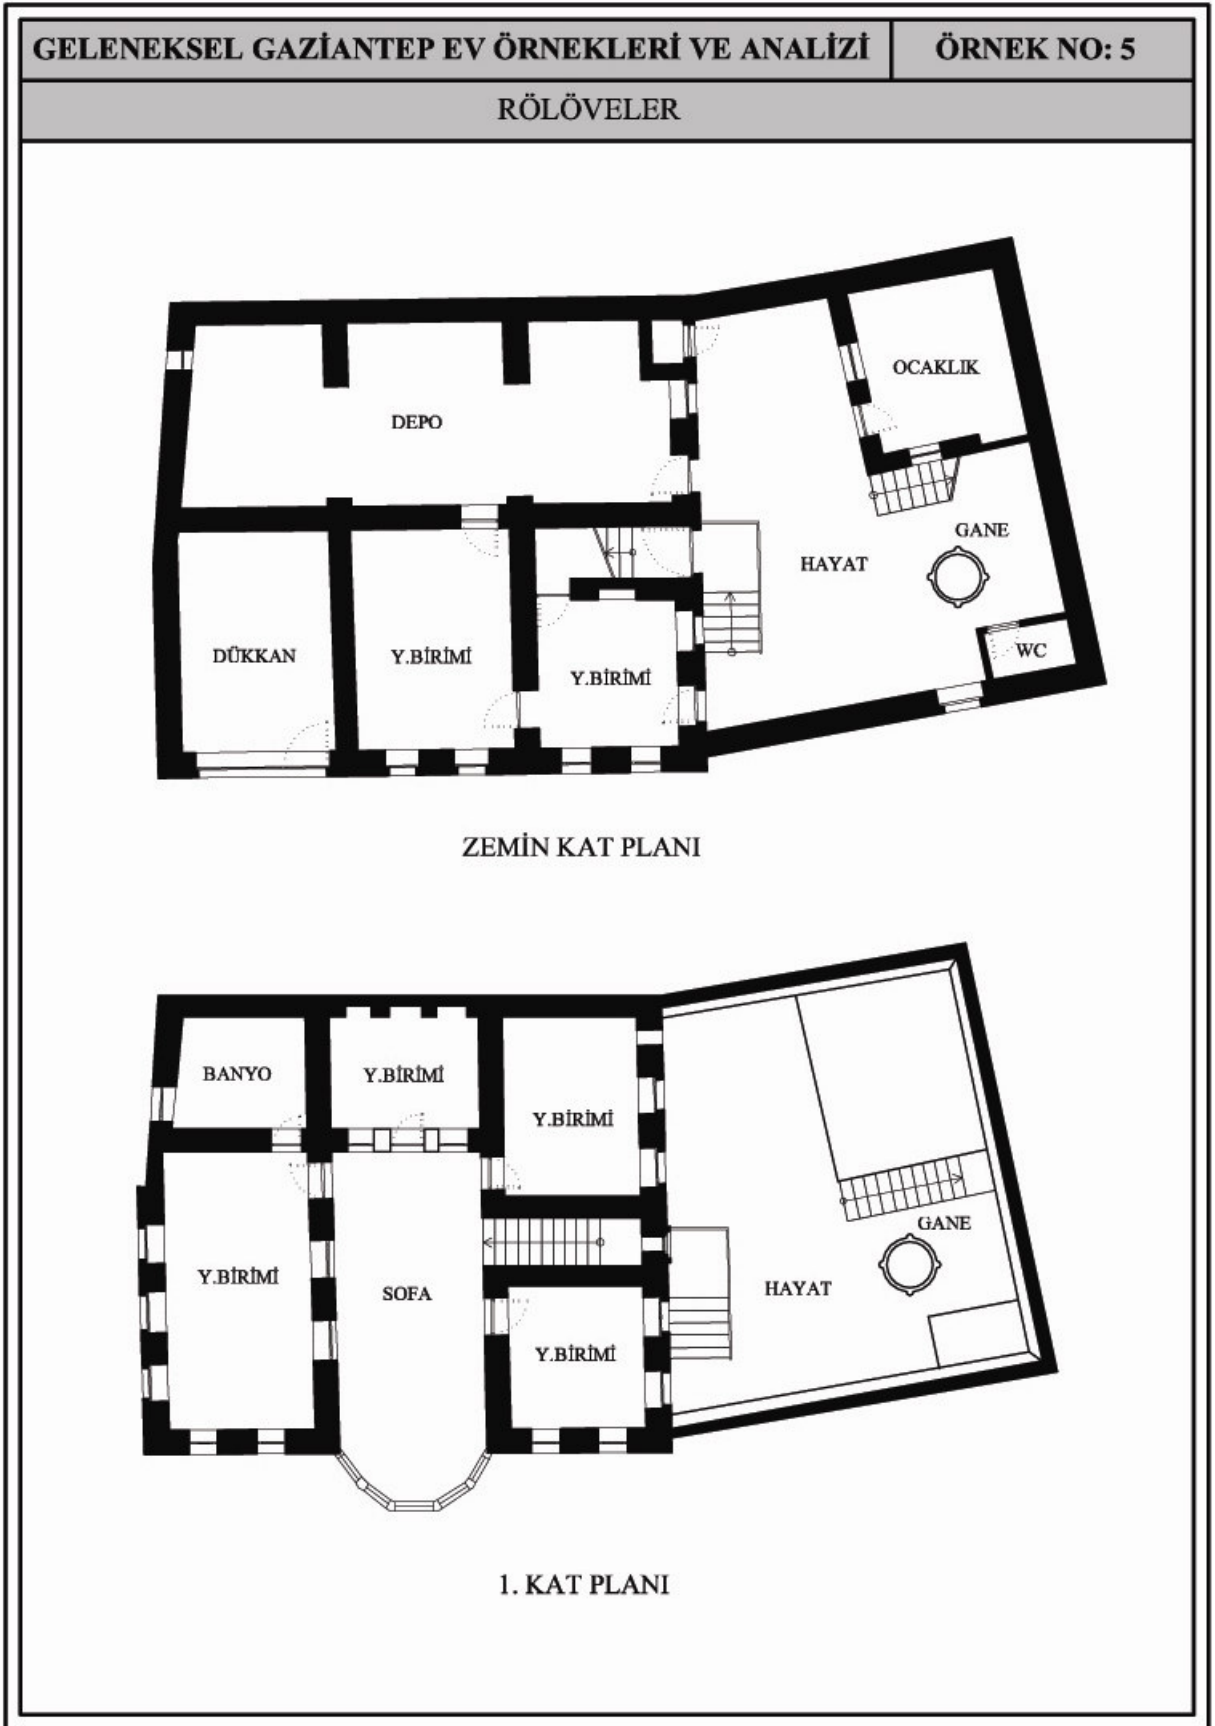 GELENEKSEL GAZİANTEP EV ÖRNEKLERİ VE ANALİZİ
ÖRNEK NO: 5
RÖLÖVELER
OCAKLIK
DEPO
GANE
HAYAT
DÜKKAN
Y.BİRİMİ
Y.BİRİMİ
WC
ZEMİN KAT PLANI
BANYO
Y.BİRİMİ
Y.BİRİMİ
GANE
Y.BİRİMİ
SOFA
HAYAT
Y.BİRİMİ
1. KAT PLANI